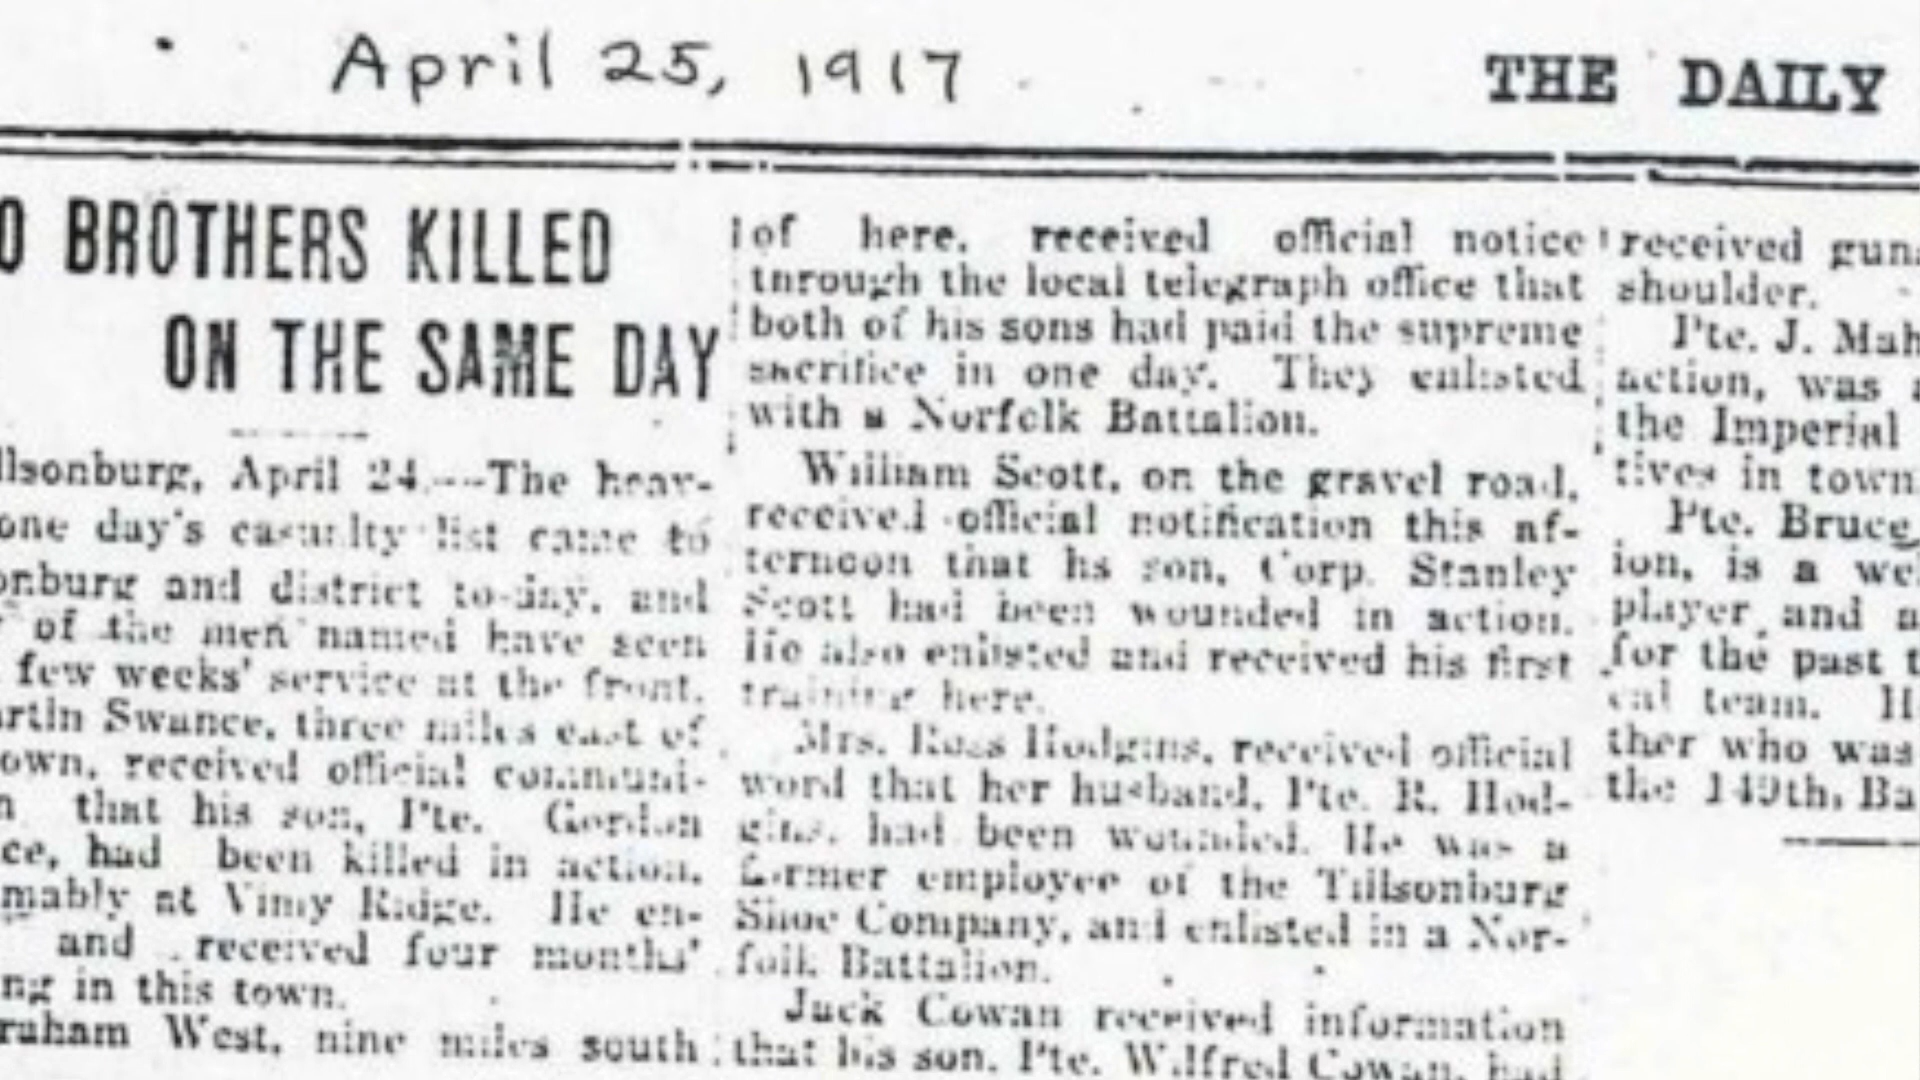 April 25, 1917
THE DAILY
O BROTHERS KILLED
ON THE SAME DAY
llsonburg, April 24.--The heav-
one day's casualty list came to
onburg and district to-day, and
of the men named have seen
few weeks' service at the front.
artin Swance, three miles east of
own, received official communi-
n that his son, Pte. Gordon
ce, had been killed in action,
mably at Vimy Ridge. He en-
and received four months'
ng in this town.
raham West, nine miles south
of here, received official notice
through the local telegraph office that
both of his sons had paid the supreme
sacrifice in one day. They enlisted
with a Norfolk Battalion.
William Scott, on the gravel road,
received official notification this af-
ternoon that hs son, Corp. Stanley
Scott had been wounded in action.
He also enlisted and received his first
training here.
Mrs. Ross Hodgins, received official
word that her husband, Pte. R. Hod-
gins, had been wounded. He was a
former employee of the Tillsonburg
Shoe Company, and enlisted in a Nor-
folk Battalion.
Jack Cowan received information
that his son, Pte. Wilfred Cowan, had
received gun
shoulder.
Pte. J. Mah
action, was a
the Imperial
tives in town
Pte. Bruce
ion, is a we
player and a
for the past t
cal team. H
ther who was
the 149th, Ba